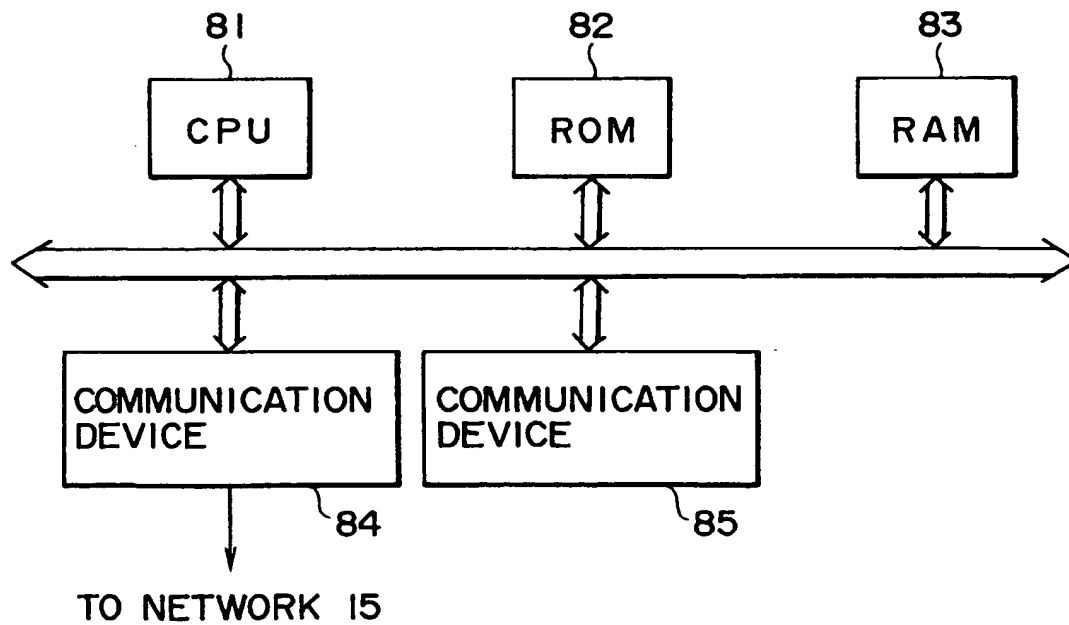 81
82
83
CPU
ROM
RAM
COMMUNICATION
DEVICE
COMMUNICATION
DEVICE
84
85
TO NETWORK 15